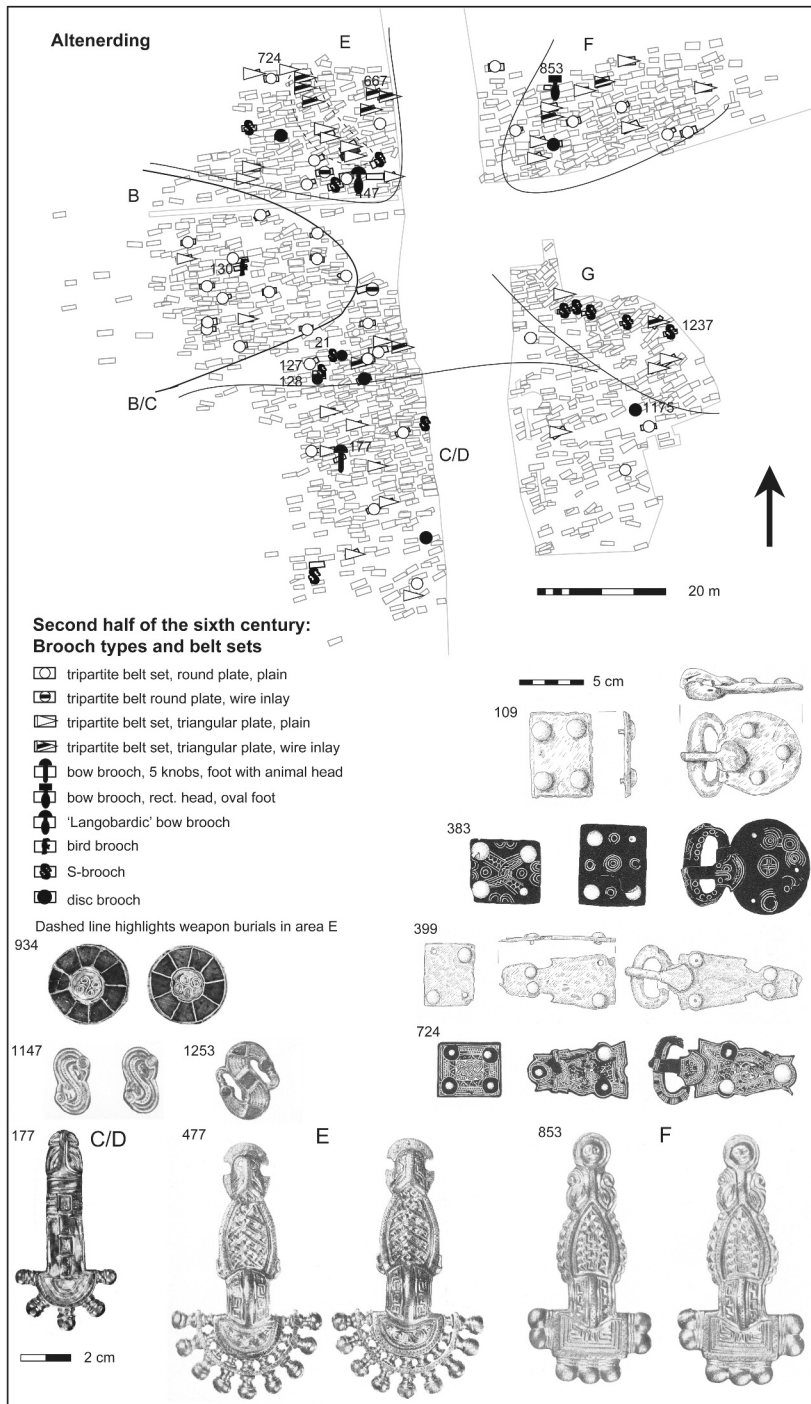 Altenerding
E
F
724
853
667
447
B
130
G
1237
21
127
128
B/C
1175
177
C/D
20 m
Second half of the sixth century:
Brooch types and belt sets
tripartite belt set, round plate, plain
tripartite belt round plate, wire inlay
tripartite belt set, triangular plate, plain
tripartite belt set, triangular plate, wire inlay
bow brooch, 5 knobs, foot with animal head
bow brooch, rect. head, oval foot
‘Langobardic’ bow brooch
bird brooch
S-brooch
disc brooch
Dashed line highlights weapon burials in area E
5 cm
109
383
399
724
934
1147
1253
177
C/D
477
E
853
F
2 cm